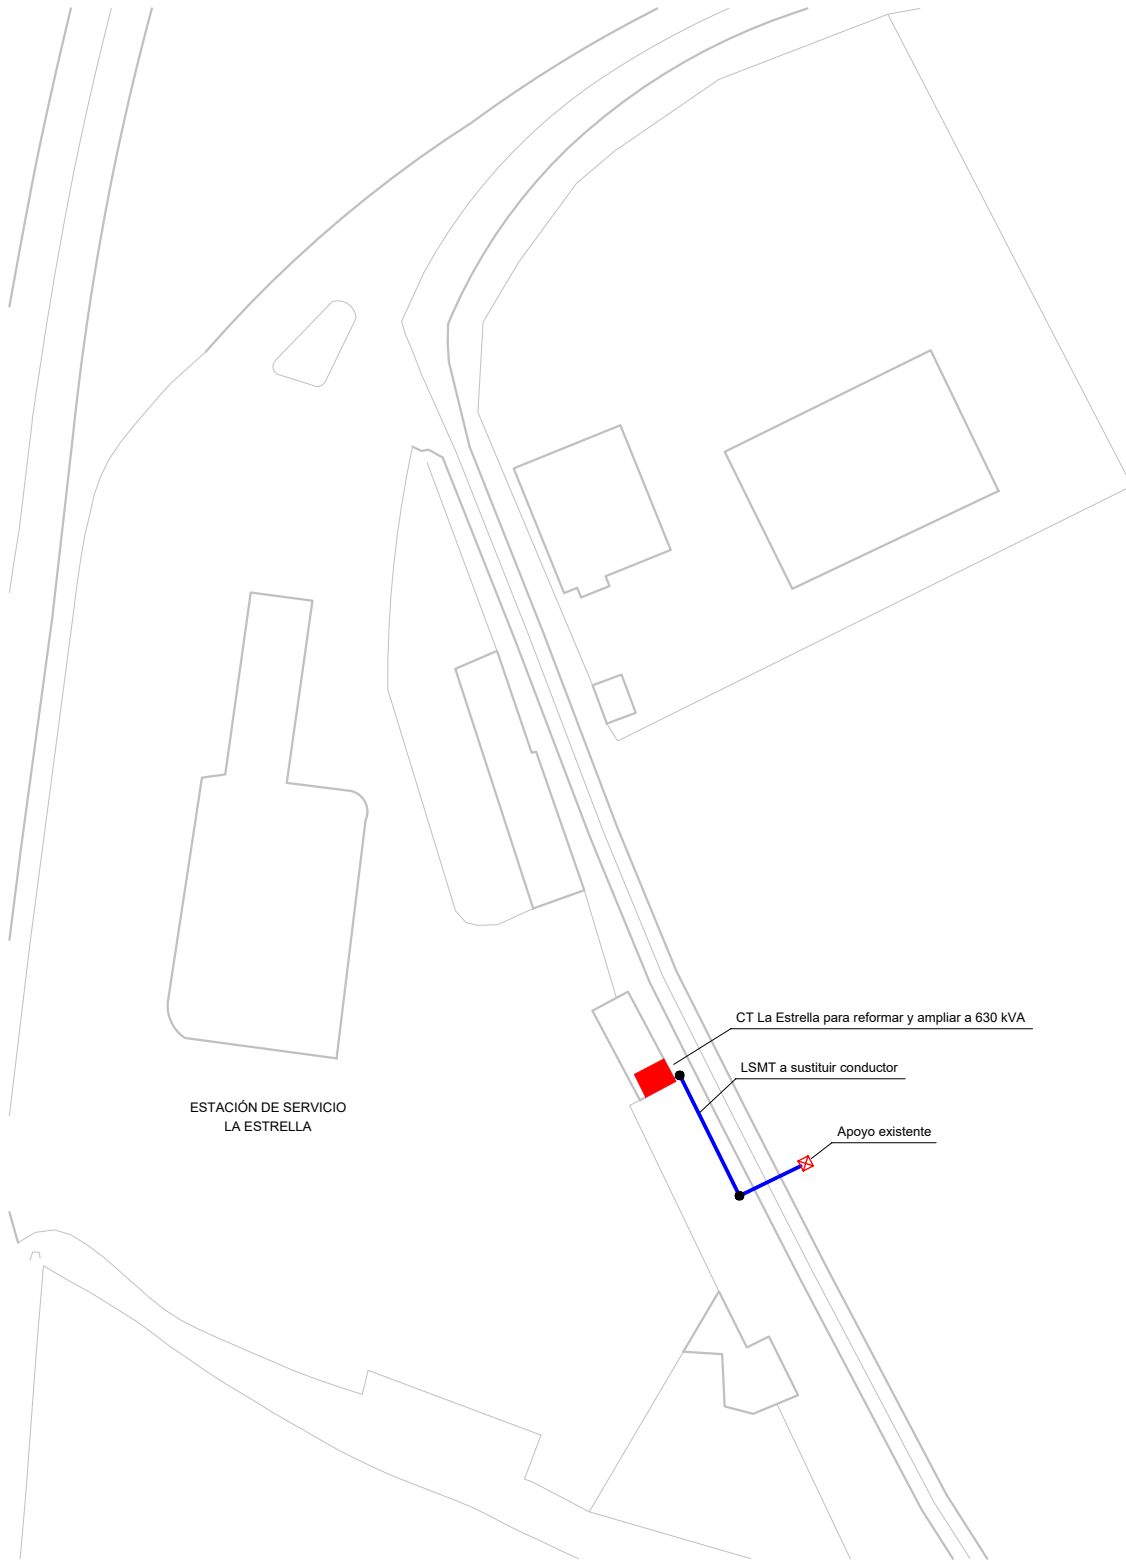 CT La Estrella para reformar y ampliar a 630 kVA
LSMT a sustituir conductor
ESTACIÓN DE SERVICIO
LA ESTRELLA
Apoyo existente